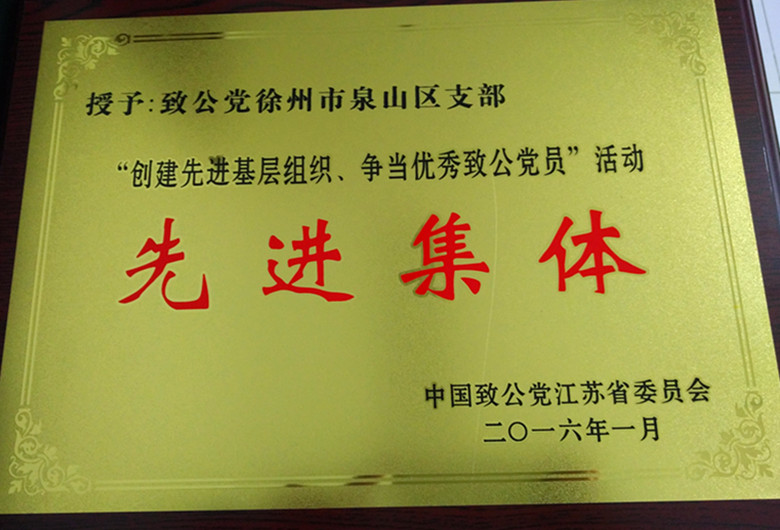 授予:致公党徐州市泉山区支部
“创建先进基层组织、争当优秀致公党员”活动
先进集体
中国致公党江苏省委员会
二〇一六年一月